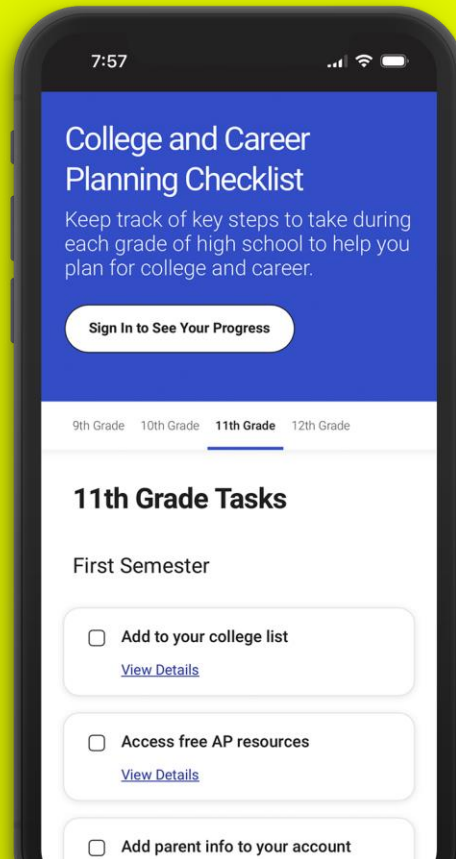 7:57
College and Career
Planning Checklist
Keep track of key steps to take during
each grade of high school to help you
plan for college and career.
Sign In to See Your Progress
9th Grade 10th Grade 11th Grade 12th Grade
11th Grade Tasks
First Semester
Add to your college list
View Details
Access free AP resources
View Details
Add parent info to your account